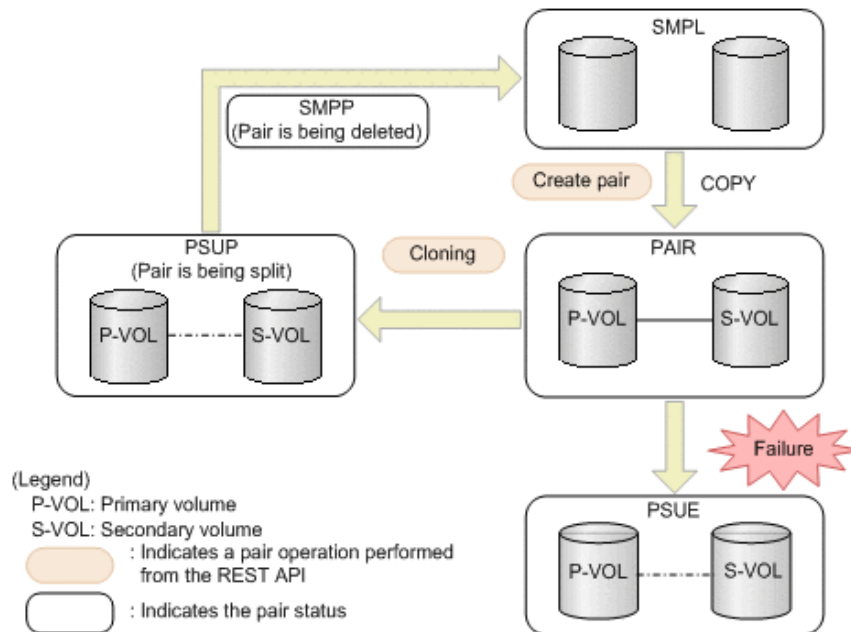 SMPL
SMPP
(Pair is being deleted)
Create pair
COPY
PSUP
(Pair is being split)
P-VOL
S-VOL
Cloning
PAIR
P-VOL
S-VOL
Failure
PSUE
P-VOL
S-VOL
(Legend)
P-VOL: Primary volume
S-VOL: Secondary volume
: Indicates a pair operation performed
from the REST API
: Indicates the pair status